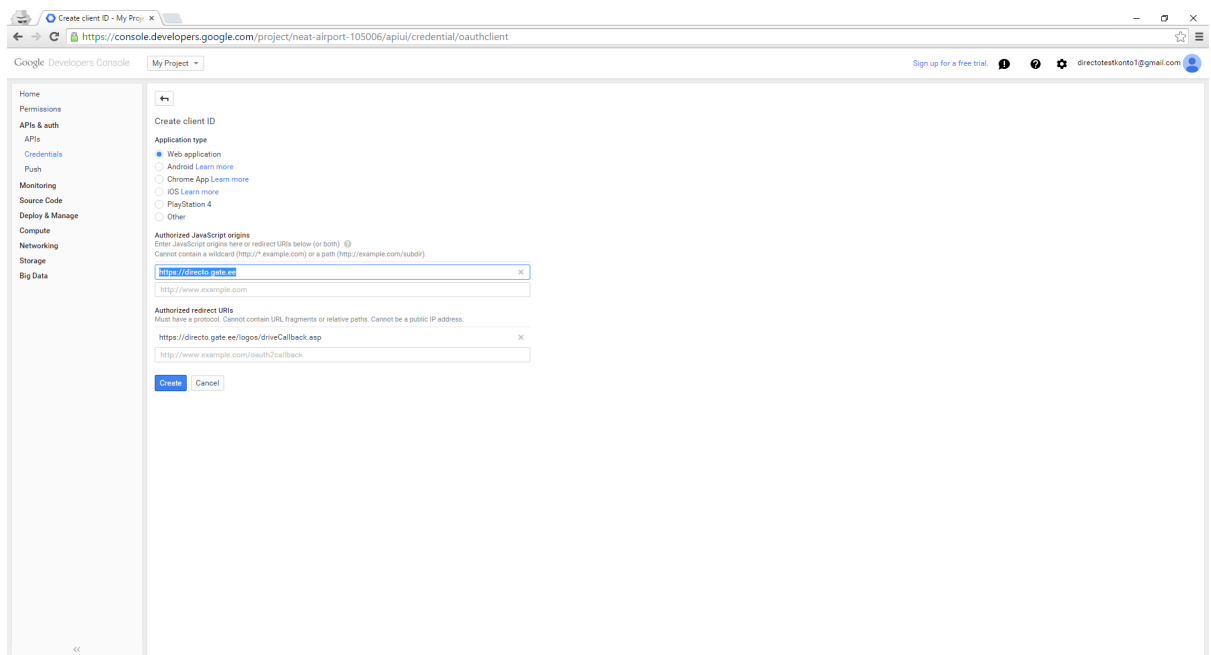 Create client ID - My Proj
https://console.developers.google.com/project/neat-airport-105006/apiui/credential/oauthclient
Google Developers Console
My Project
Sign up for a free trial.
directotestkonto1@gmail.com
Home
Permissions
APIs & auth
APIs
Credentials
Push
Monitoring
Source Code
Deploy & Manage
Compute
Networking
Storage
Big Data
Create client ID
Application type
Web application
Android Learn more
Chrome App Learn more
iOS Learn more
PlayStation 4
Other
Authorized JavaScript origins
Enter JavaScript origins here or redirect URIs below (or both)
Cannot contain a wildcard (http://*.example.com) or a path (http://example.com/subdir).
https://directo.gate.ee
http://www.example.com
Authorized redirect URIs
Must have a protocol. Cannot contain URL fragments or relative paths. Cannot be a public IP address.
https://directo.gate.ee/logos/driveCallback.asp
http://www.example.com/oauth2callback
Create Cancel